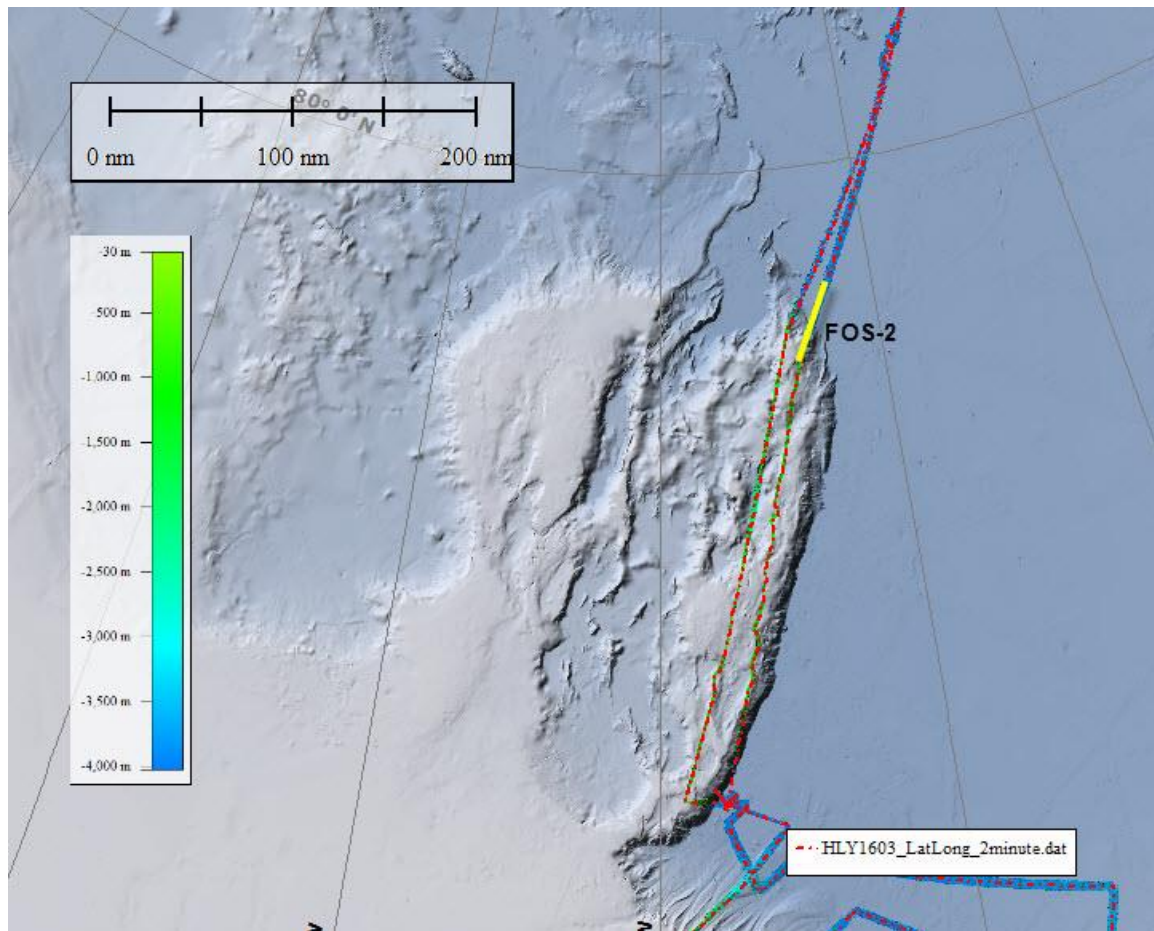 80° 0' N
0 nm 100 nm 200 nm
-30 m
-500 m
-1,000 m
-1,500 m
-2,000 m
-2,500 m
-3,000 m
-3,500 m
-4,000 m
FOS-2
HLY1603_LatLong_2minute.dat